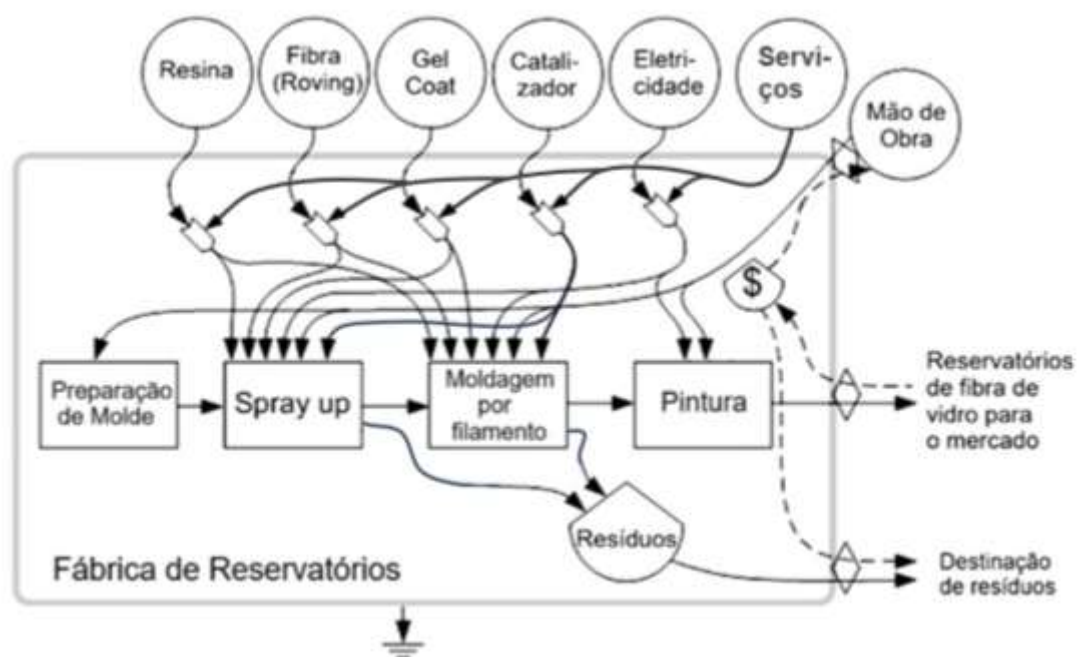 Resina
Fibra
(Roving)
Gel
Coat
Catali-
zador
Eletri-
cidade
Servi-
ços
Mão de
Obra
$
Preparação
de Molde
Spray up
Moldagem
por
filamento
Pintura
Reservatórios
de fibra de
vidro para
o mercado
Resíduos
Fábrica de Reservatórios
Destinação
de resíduos